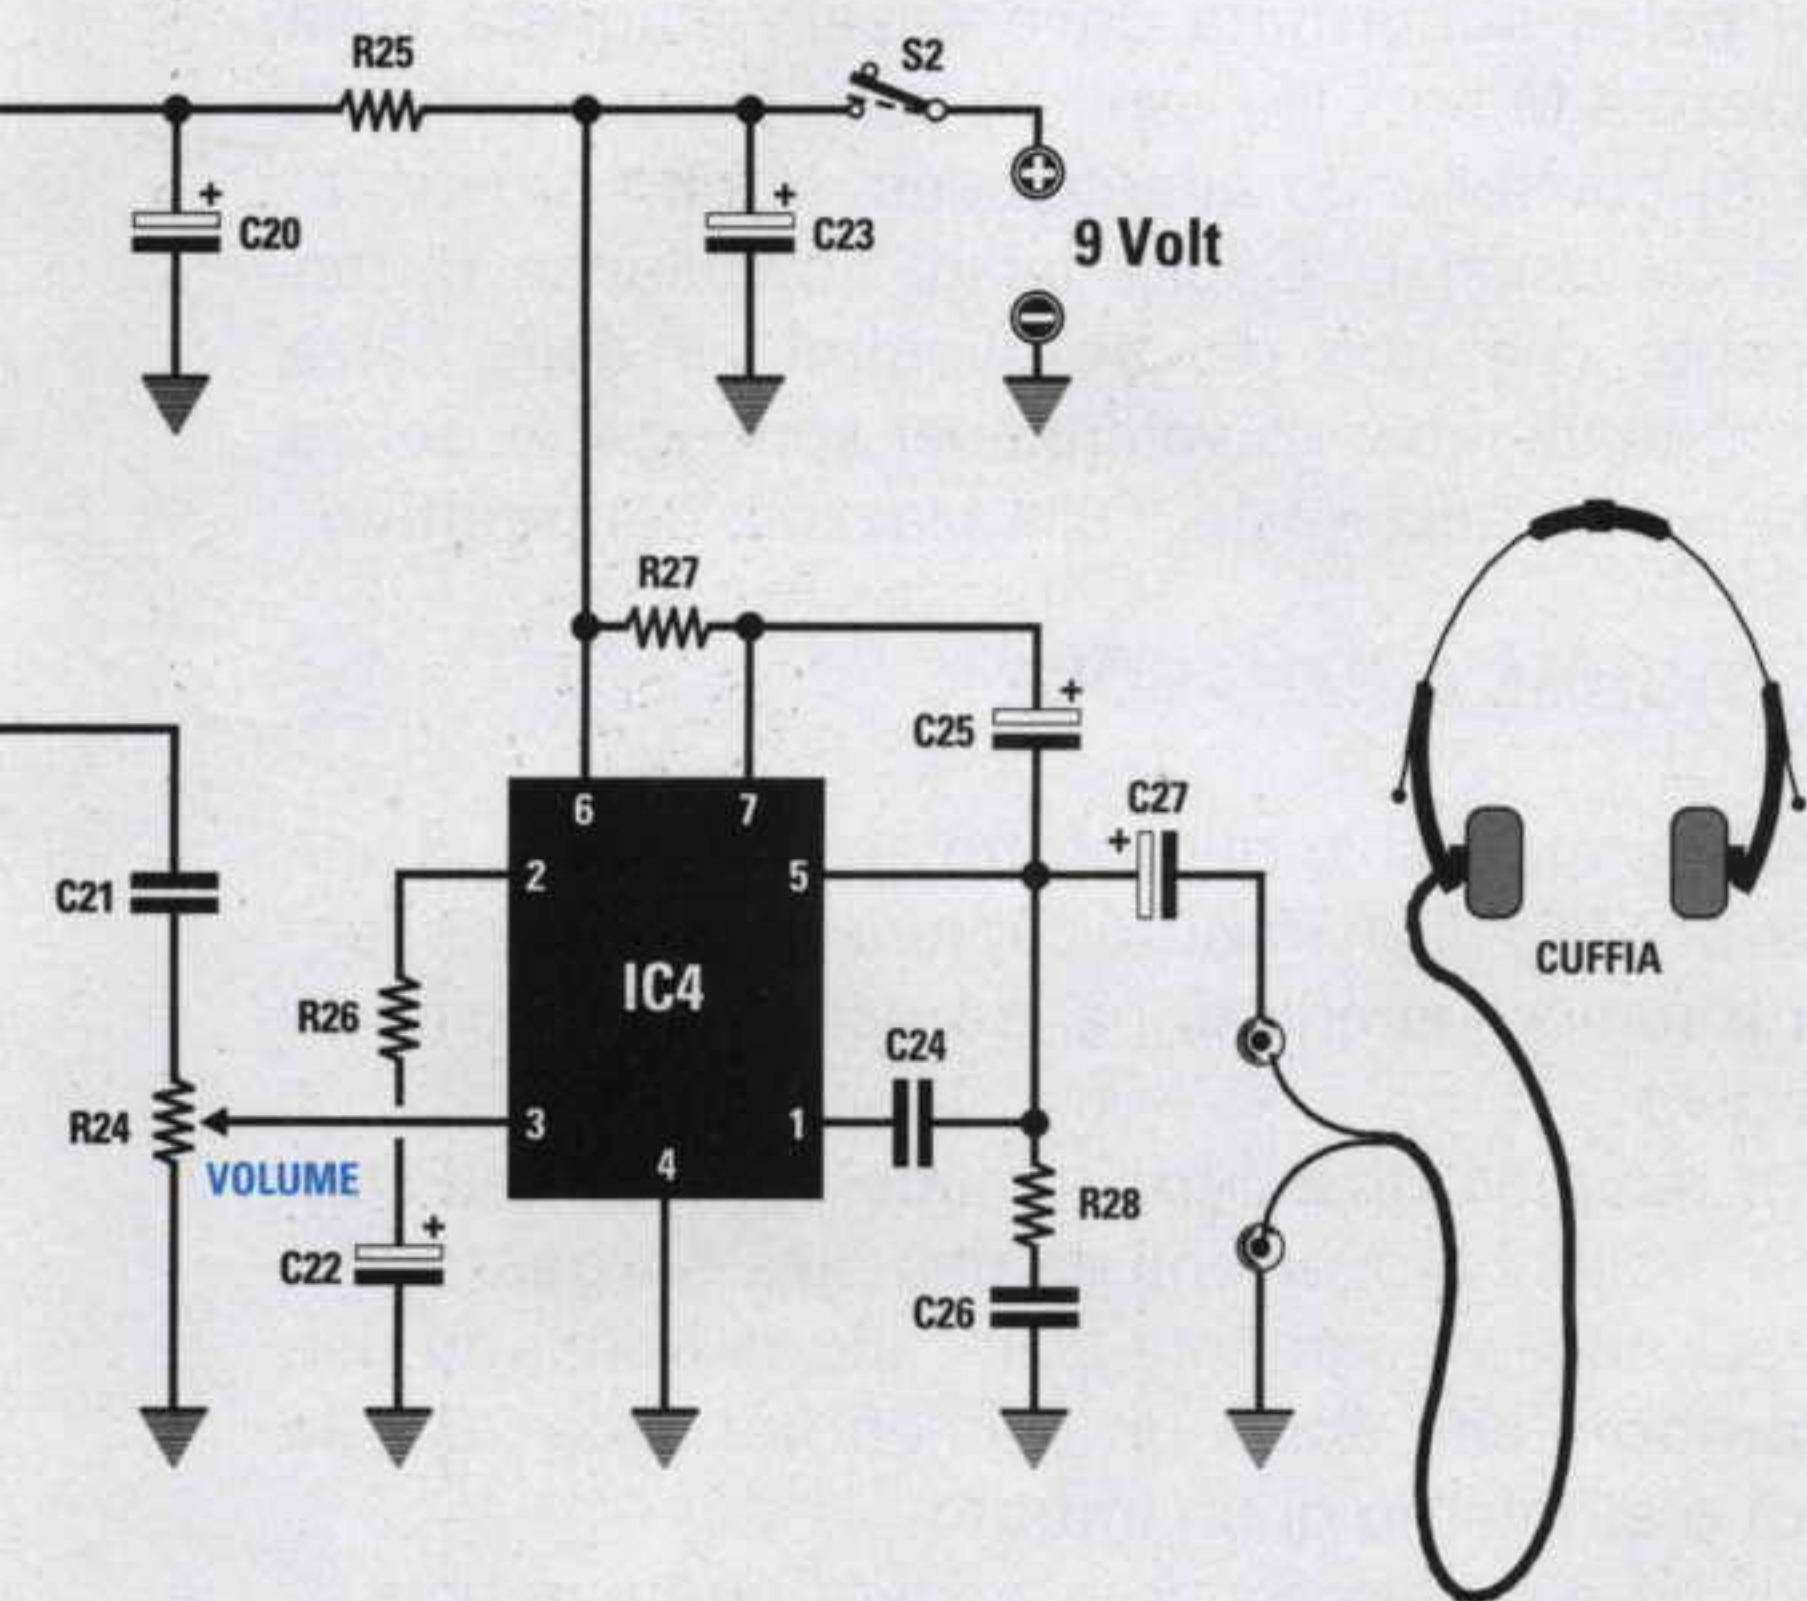 R25
S2
+
C20
+
C23
9 Volt
R27
+
C25
6
7
C27
+
2
5
C21
IC4
CUFFIA
R26
C24
R24
3
1
VOLUME
4
R28
+
C22
C26